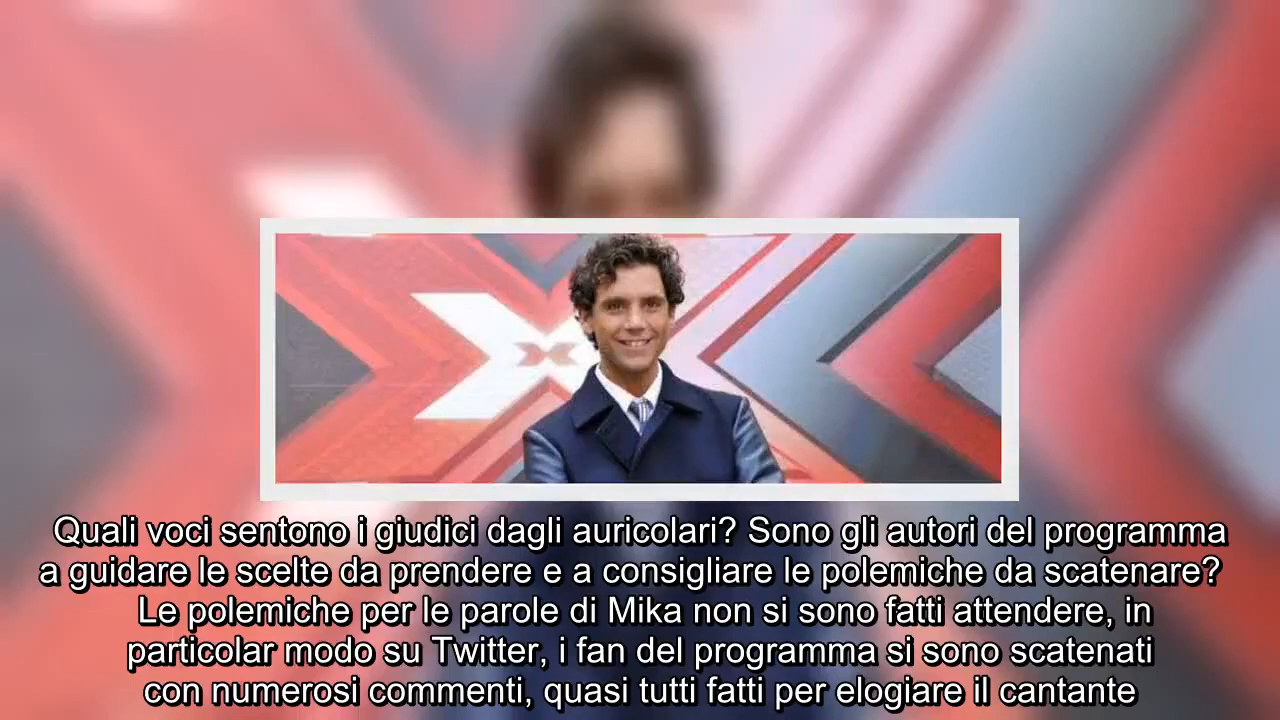 Quali voci sentono i giudici dagli auricolari? Sono gli autori del programma
a guidare le scelte da prendere e a consigliare le polemiche da scatenare?
Le polemiche per le parole di Mika non si sono fatti attendere, in
particolar modo su Twitter, i fan del programma si sono scatenati
con numerosi commenti, quasi tutti fatti per elogiare il cantante